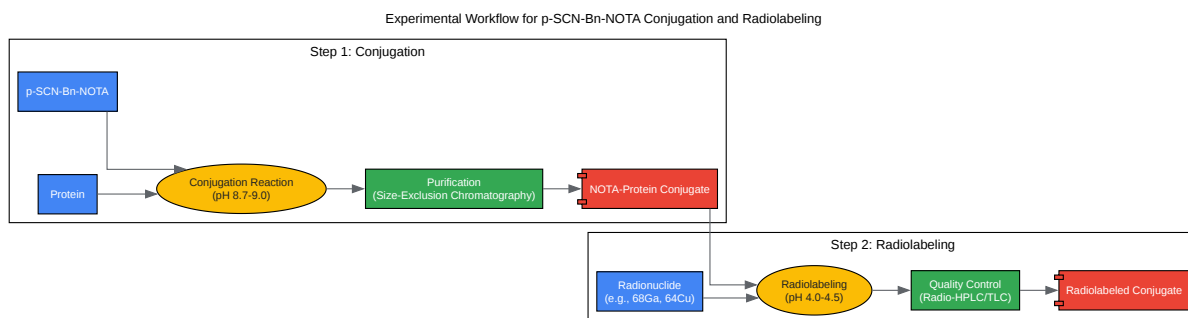 Experimental Workflow for p-SCN-Bn-NOTA Conjugation and Radiolabeling
Step 1: Conjugation
p-SCN-Bn-NOTA
Protein
Conjugation Reaction
(pH 8.7-9.0)
Purification
(Size-Exclusion Chromatography)
NOTA-Protein Conjugate
Step 2: Radiolabeling
Radionuclide
(e.g., 68Ga, 64Cu)
Radiolabeling
(pH 4.0-4.5)
Quality Control
(Radio-HPLC/TLC)
Radiolabeled Conjugate